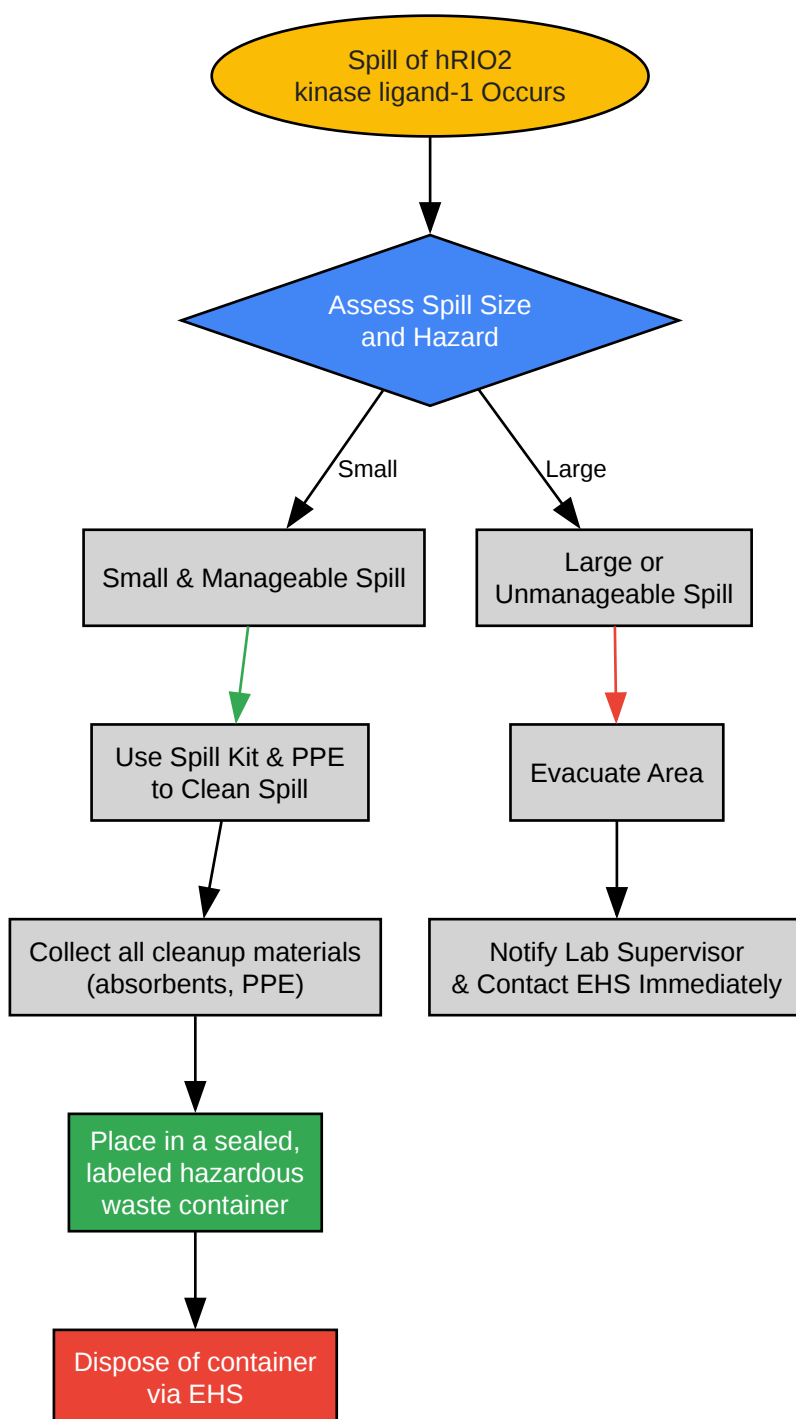 Spill of hRIO2
kinase ligand-1 Occurs
Assess Spill Size
and Hazard
Small
Large
Small & Manageable Spill
Large or
Unmanageable Spill
Use Spill Kit & PPE
to Clean Spill
Evacuate Area
Collect all cleanup materials
(absorbents, PPE)
Notify Lab Supervisor
& Contact EHS Immediately
Place in a sealed,
labeled hazardous
waste container
Dispose of container
via EHS